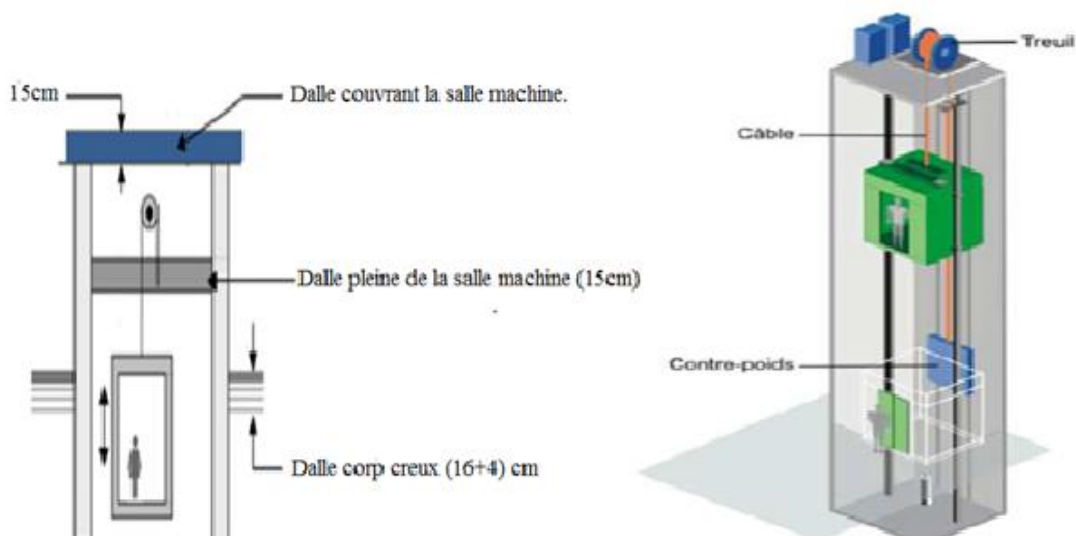 15cm
Dalle couvrant la salle machine.
Dalle pleine de la salle machine (15cm)
Dalle corp creux (16+4) cm
Treuil
Câble
Contre-poids